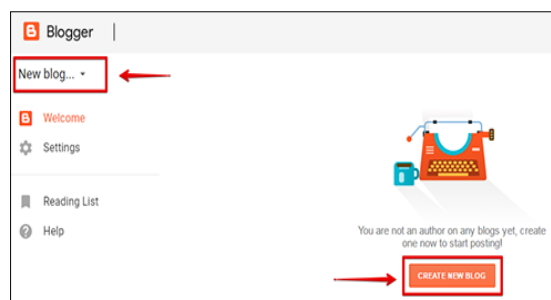 Blogger
New blog...
Welcome
Settings
Reading List
Help
You are not an author on any blogs yet, create
one now to start posting!
CREATE NEW BLOG